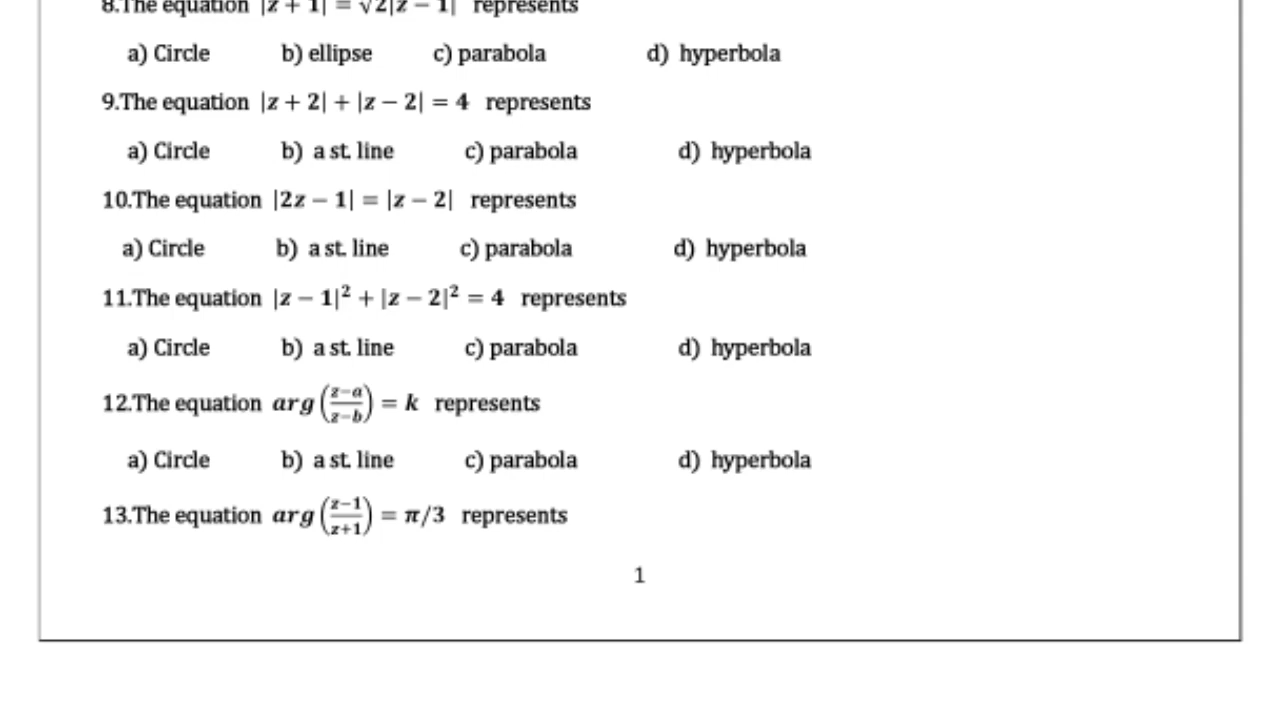 8.The equation |z + 1| = √2|z − 1| represents
a) Circle b) ellipse c) parabola d) hyperbola
9.The equation |z + 2| + |z − 2| = 4 represents
a) Circle b) a st. line c) parabola d) hyperbola
10.The equation |2z − 1| = |z − 2| represents
a) Circle b) a st. line c) parabola d) hyperbola
11.The equation |z − 1|² + |z − 2|² = 4 represents
a) Circle b) a st. line c) parabola d) hyperbola
12.The equation arg((z−a)/(z−b)) = k represents
a) Circle b) a st. line c) parabola d) hyperbola
13.The equation arg((z−1)/(z+1)) = π/3 represents
1